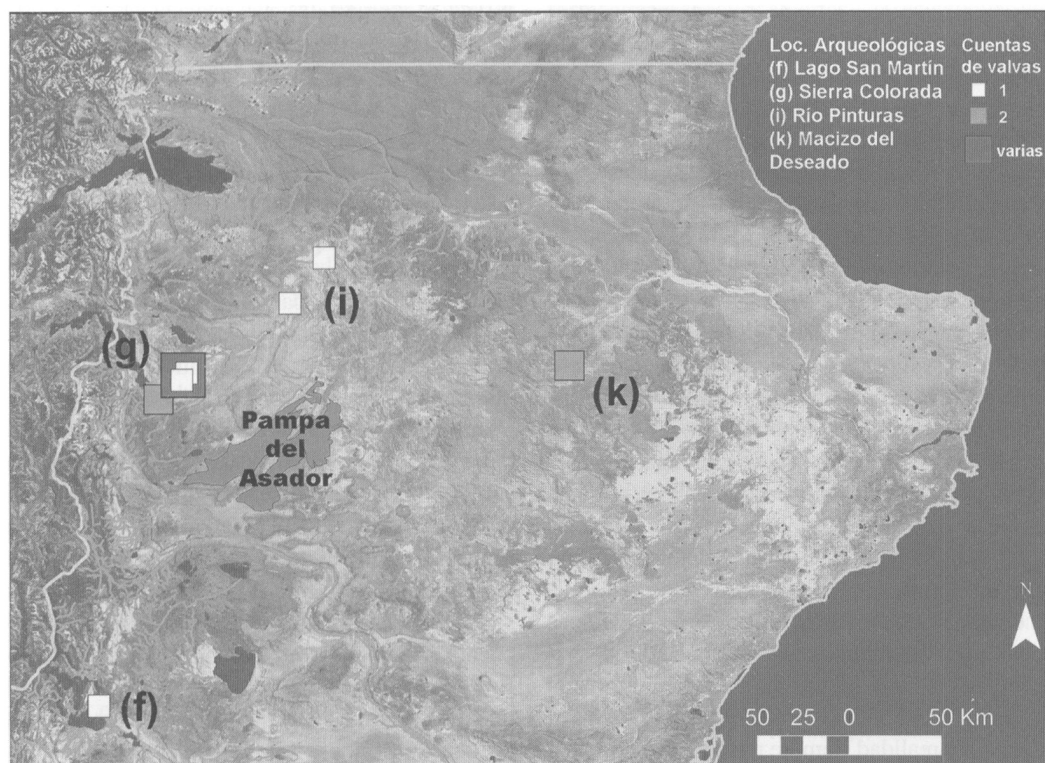 Loc. Arqueológicas
(f) Lago San Martín
(g) Sierra Colorada
(i) Río Pinturas
(k) Macizo del
Deseado
Cuentas
de valvas
1
2
varias
(i)
(g)
(k)
Pampa
del
Asador
(f)
N
50 25 0 50 Km